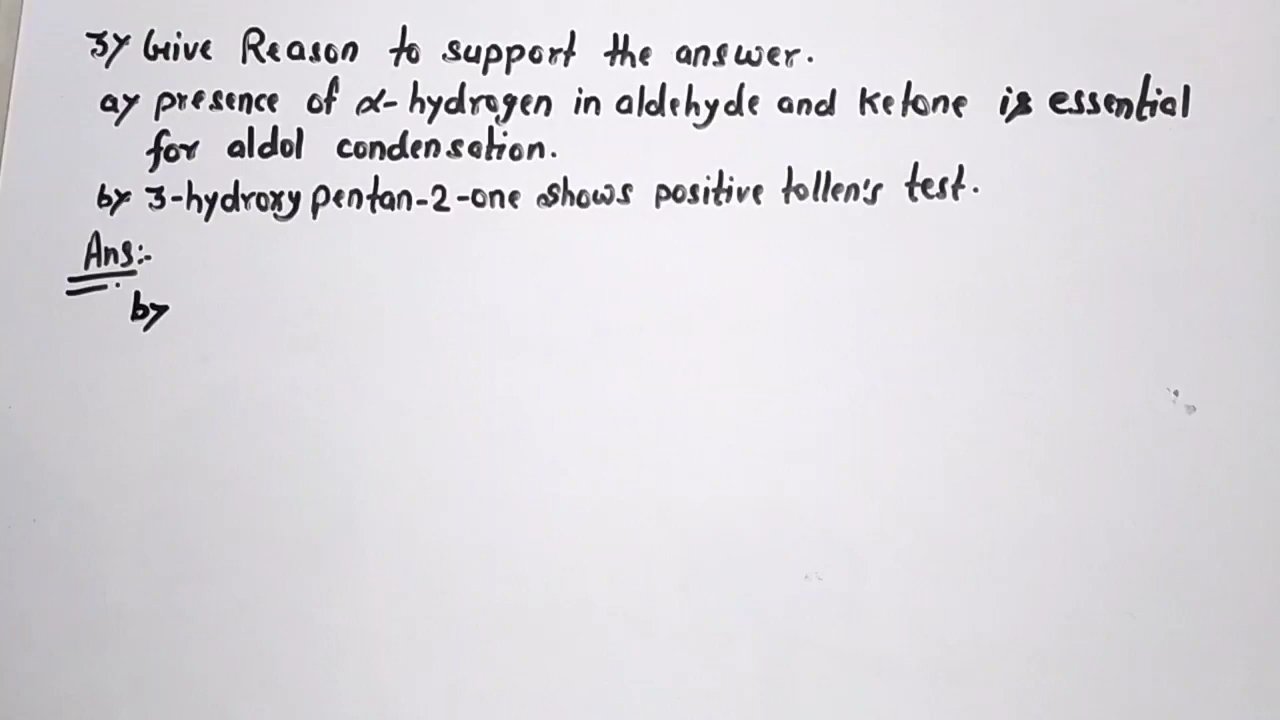 3) Give Reason to support the answer.
a) presence of α-hydrogen in aldehyde and ketone is essential
for aldol condensation.
b) 3-hydroxy pentan-2-one shows positive tollen's test.
Ans:-
b)